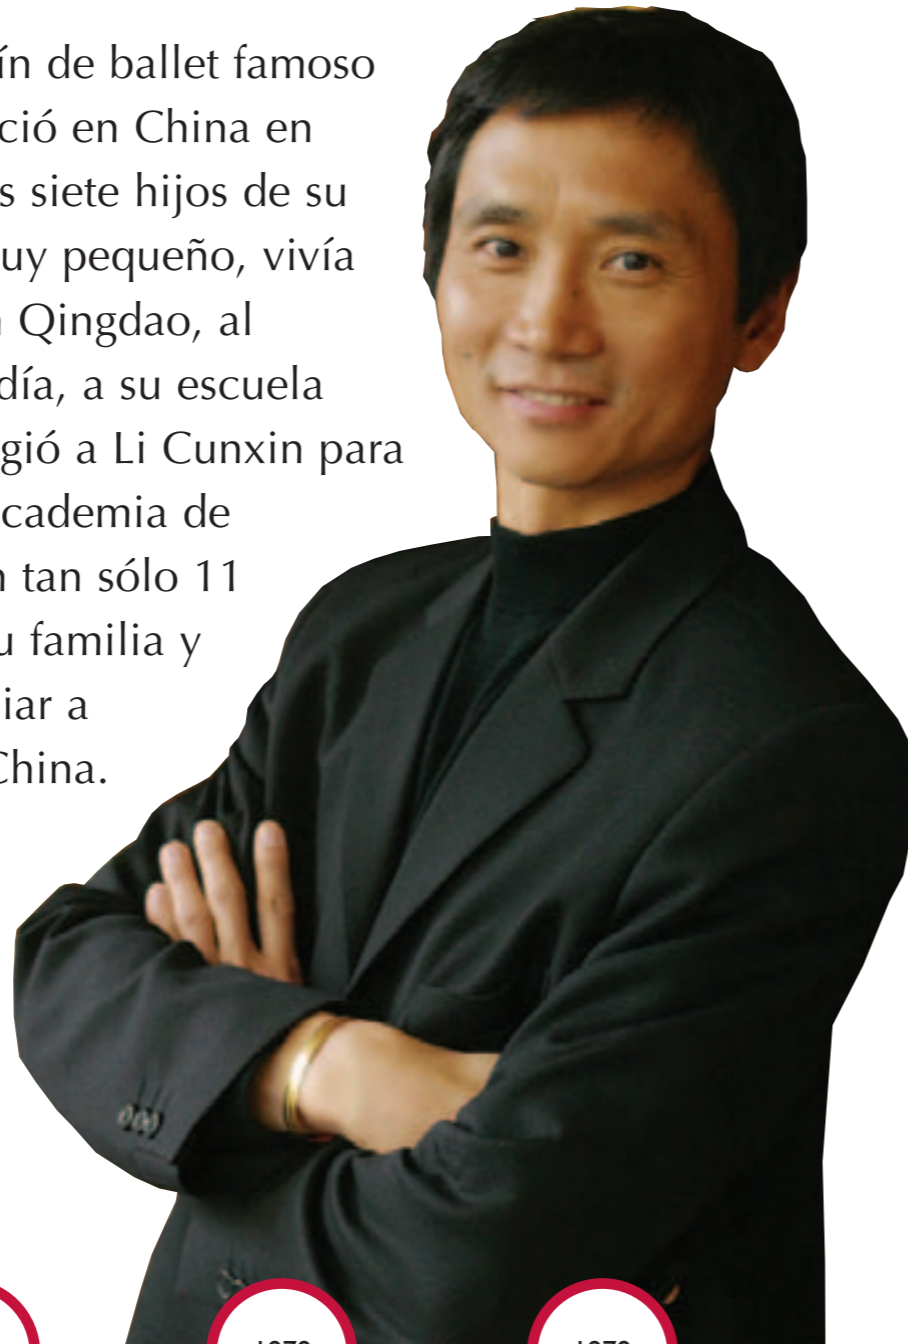 ín de ballet famoso
ció en China en
s siete hijos de su
uy pequeño, vivía
Qingdao, al
día, a su escuela
gió a Li Cunxin para
cademia de
tan sólo 11
u familia y
iar a
China.